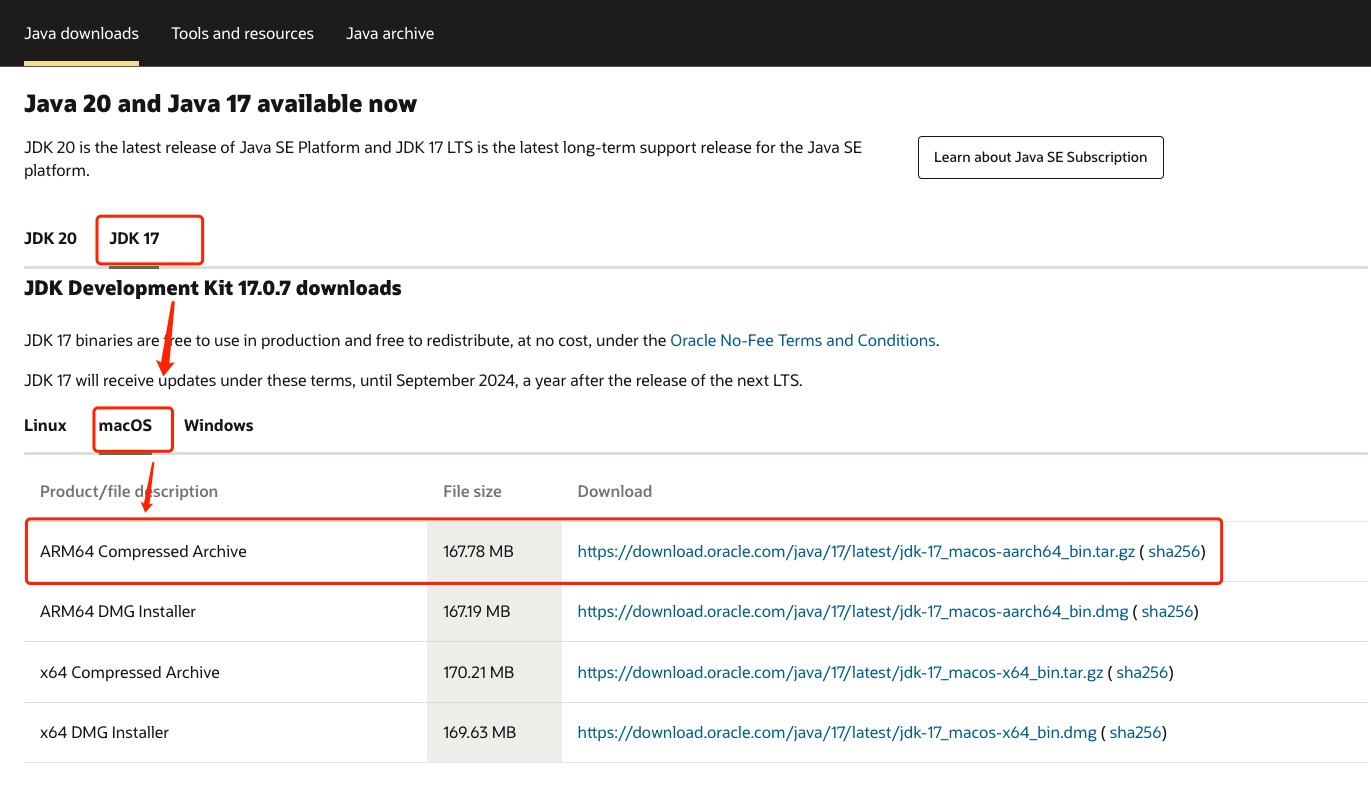 Java downloads Tools and resources Java archive
Java 20 and Java 17 available now
JDK 20 is the latest release of Java SE Platform and JDK 17 LTS is the latest long-term support release for the Java SE
platform.
Learn about Java SE Subscription
JDK 20 JDK 17
JDK Development Kit 17.0.7 downloads
JDK 17 binaries are free to use in production and free to redistribute, at no cost, under the Oracle No-Fee Terms and Conditions.
JDK 17 will receive updates under these terms, until September 2024, a year after the release of the next LTS.
Linux macOS Windows
Product/file description File size Download
ARM64 Compressed Archive 167.78 MB https://download.oracle.com/java/17/latest/jdk-17_macos-aarch64_bin.tar.gz ( sha256)
ARM64 DMG Installer 167.19 MB https://download.oracle.com/java/17/latest/jdk-17_macos-aarch64_bin.dmg ( sha256)
x64 Compressed Archive 170.21 MB https://download.oracle.com/java/17/latest/jdk-17_macos-x64_bin.tar.gz ( sha256)
x64 DMG Installer 169.63 MB https://download.oracle.com/java/17/latest/jdk-17_macos-x64_bin.dmg ( sha256)